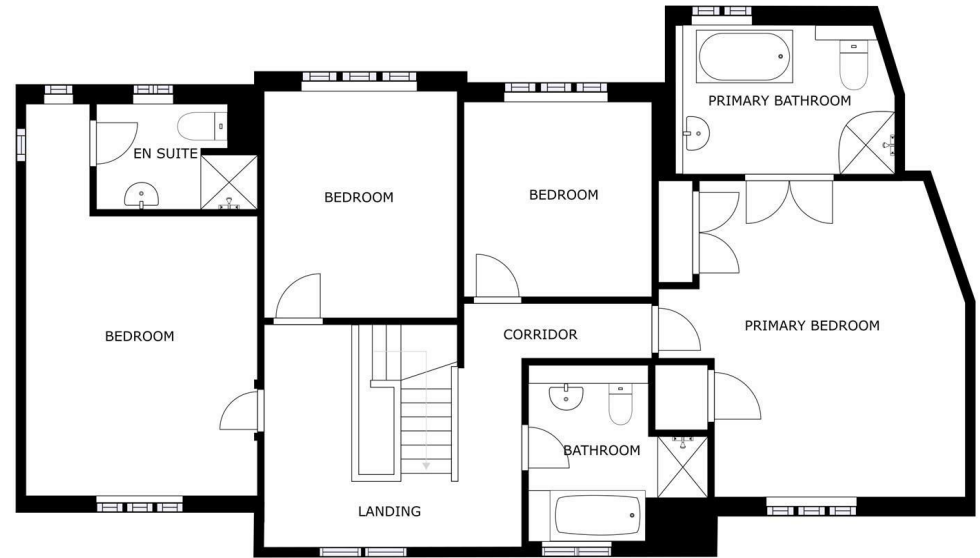 PRIMARY BATHROOM
EN SUITE
BEDROOM
BEDROOM
BEDROOM
PRIMARY BEDROOM
CORRIDOR
BATHROOM
LANDING